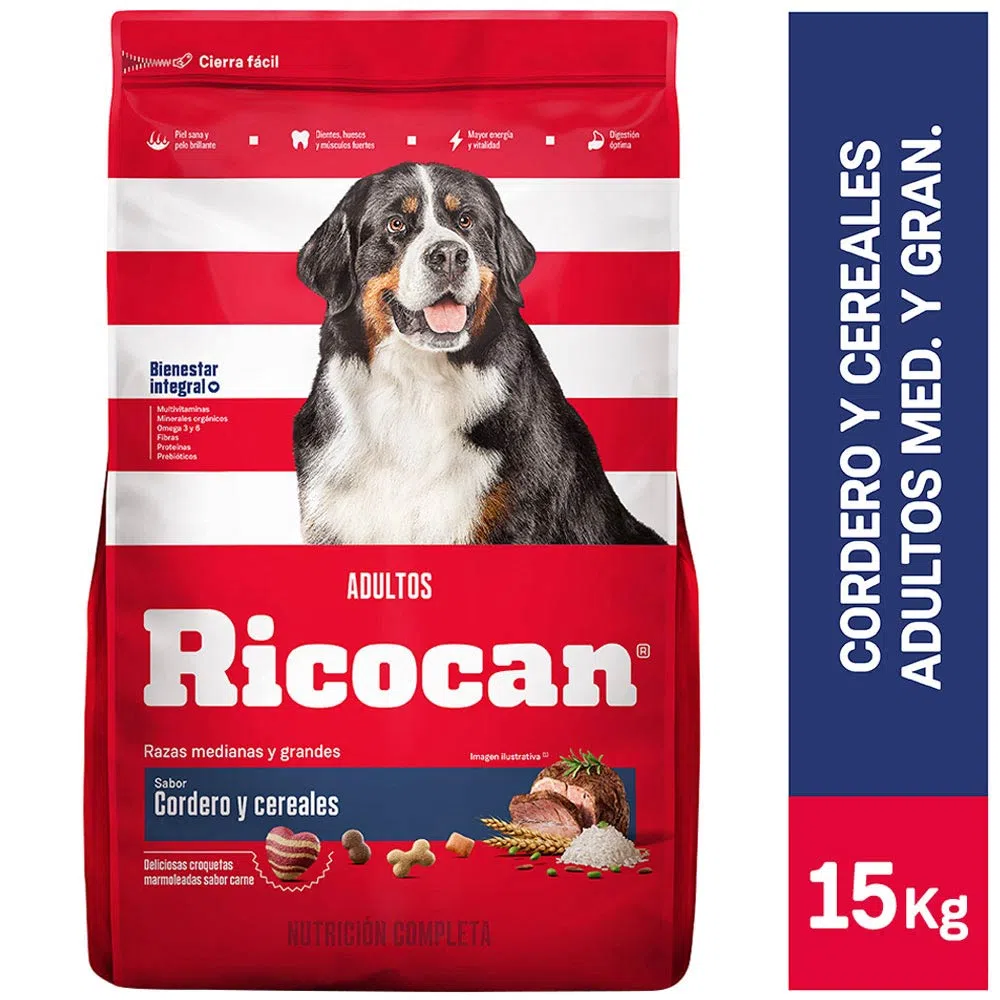 Cierra fácil
Piel sana y
pelo brillante
Dientes, huesos
y músculos fuertes
Mayor energía
y vitalidad
Digestión
óptima
Bienestar
integral
Multivitaminas
Minerales orgánicos
Omega 3 y 6
Fibras
Proteínas
Prebióticos
ADULTOS
Ricocan®
Razas medianas y grandes
Imagen ilustrativa (1)
Sabor
Cordero y cereales
Deliciosas croquetas
marmoleadas sabor carne
NUTRICIÓN COMPLETA
CORDERO Y CEREALES
ADULTOS MED. Y GRAN.
15Kg